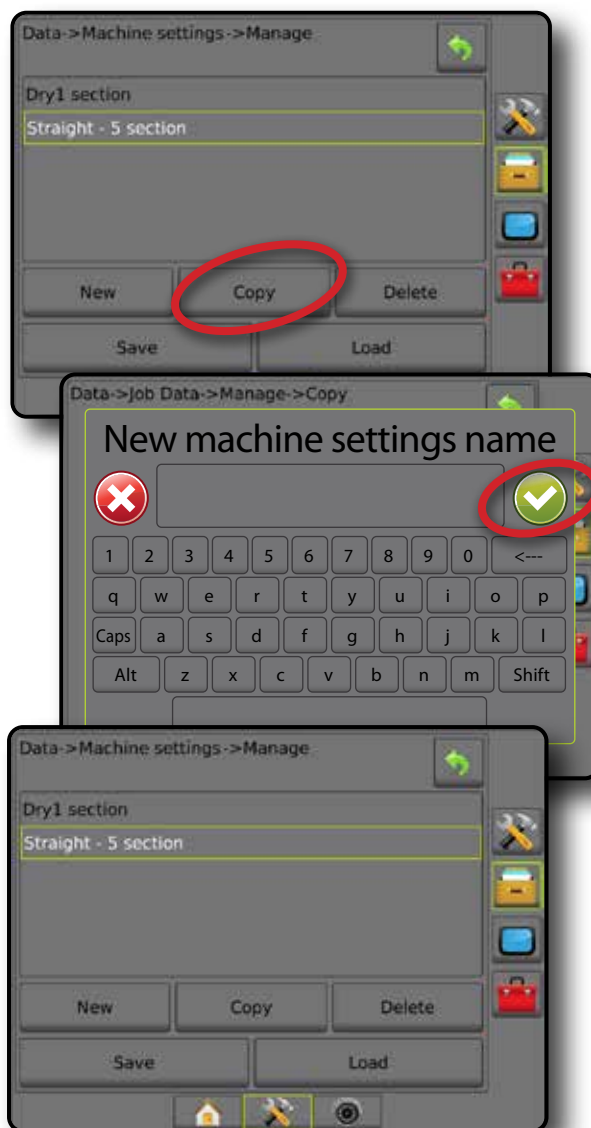 Data->Machine settings->Manage
Dry1 section
Straight - 5 section
New Copy Delete
Save Load
Data->Job Data->Manage->Copy
New machine settings name
1 2 3 4 5 6 7 8 9 0 <---
q w e r t y u i o p
Caps a s d f g h j k l
Alt z x c v b n m Shift
Data->Machine settings->Manage
Dry1 section
Straight - 5 section
New Copy Delete
Save Load